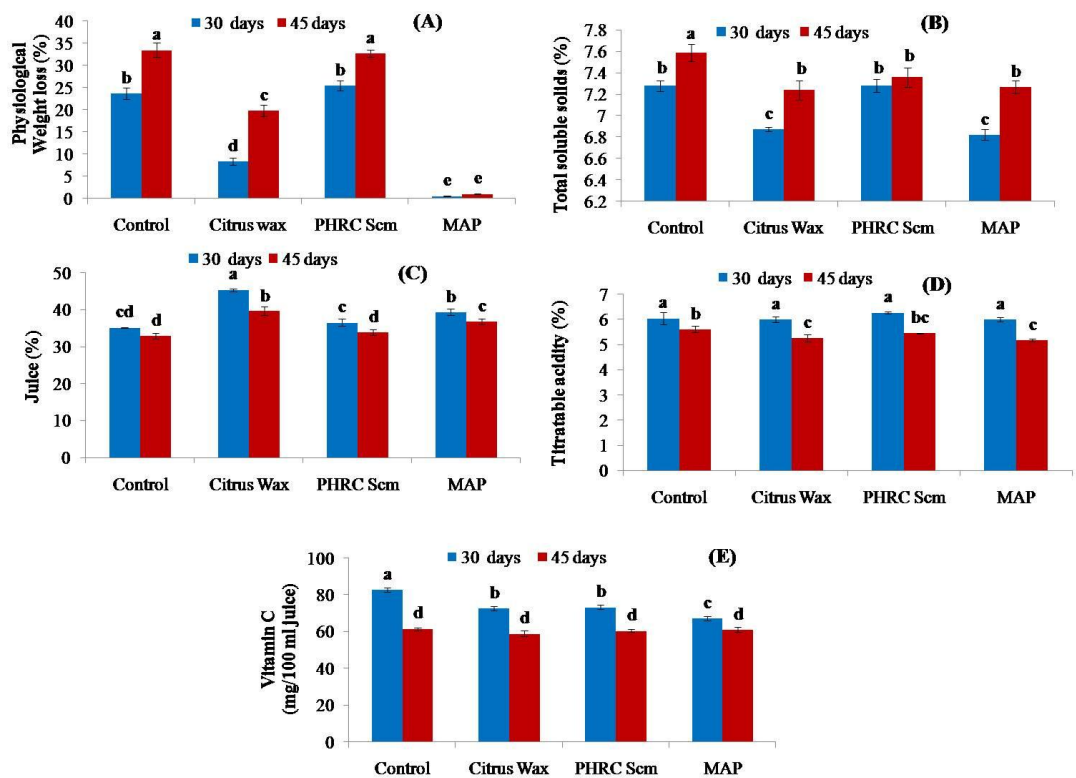 (A)
30 days 45 days
Physiological
Weight loss (%)
40
35
30
25
20
15
10
5
0
b a d c b a e e
Control Citrus wax PHRC Scm MAP
(B)
30 days 45 days
Total soluble solids (%)
7.8
7.6
7.4
7.2
7
6.8
6.6
6.4
6.2
b a c b b b c b
Control Citrus Wax PHRC Scm MAP
30 days 45 days
(C)
Juice (%)
50
40
30
20
10
0
cd d a b c d b c
Control Citrus Wax PHRC Scm MAP
30 days 45 days
(D)
Titratable acidity (%)
7
6
5
4
3
2
1
0
a b a c a bc a c
Control Citrus Wax PHRC Scm MAP
30 days 45 days
(E)
Vitamin C
(mg/100 ml juice)
100
80
60
40
20
0
a d b d b d c d
Control Citrus Wax PHRC Scm MAP